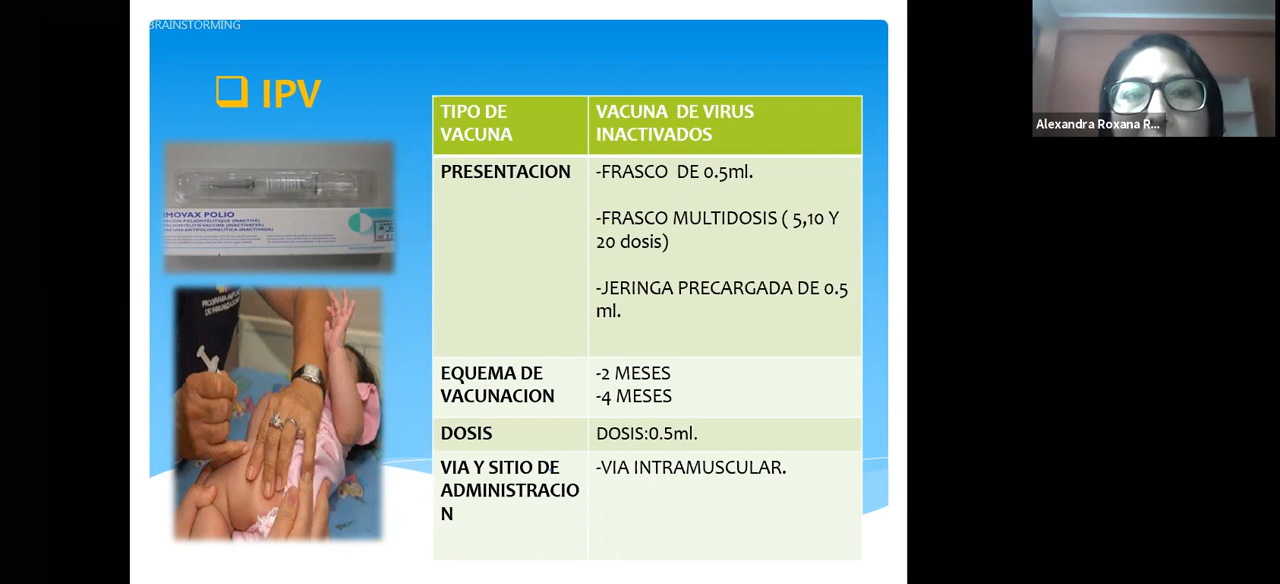 BRAINSTORMING
IPV
TIPO DE
VACUNA
VACUNA DE VIRUS
INACTIVADOS
PRESENTACION
-FRASCO DE 0.5ml.
-FRASCO MULTIDOSIS ( 5,10 Y
20 dosis)
-JERINGA PRECARGADA DE 0.5
ml.
EQUEMA DE
VACUNACION
-2 MESES
-4 MESES
DOSIS
DOSIS:0.5ml.
VIA Y SITIO DE
ADMINISTRACIO
N
-VIA INTRAMUSCULAR.
IMOVAX POLIO
Alexandra Roxana R...